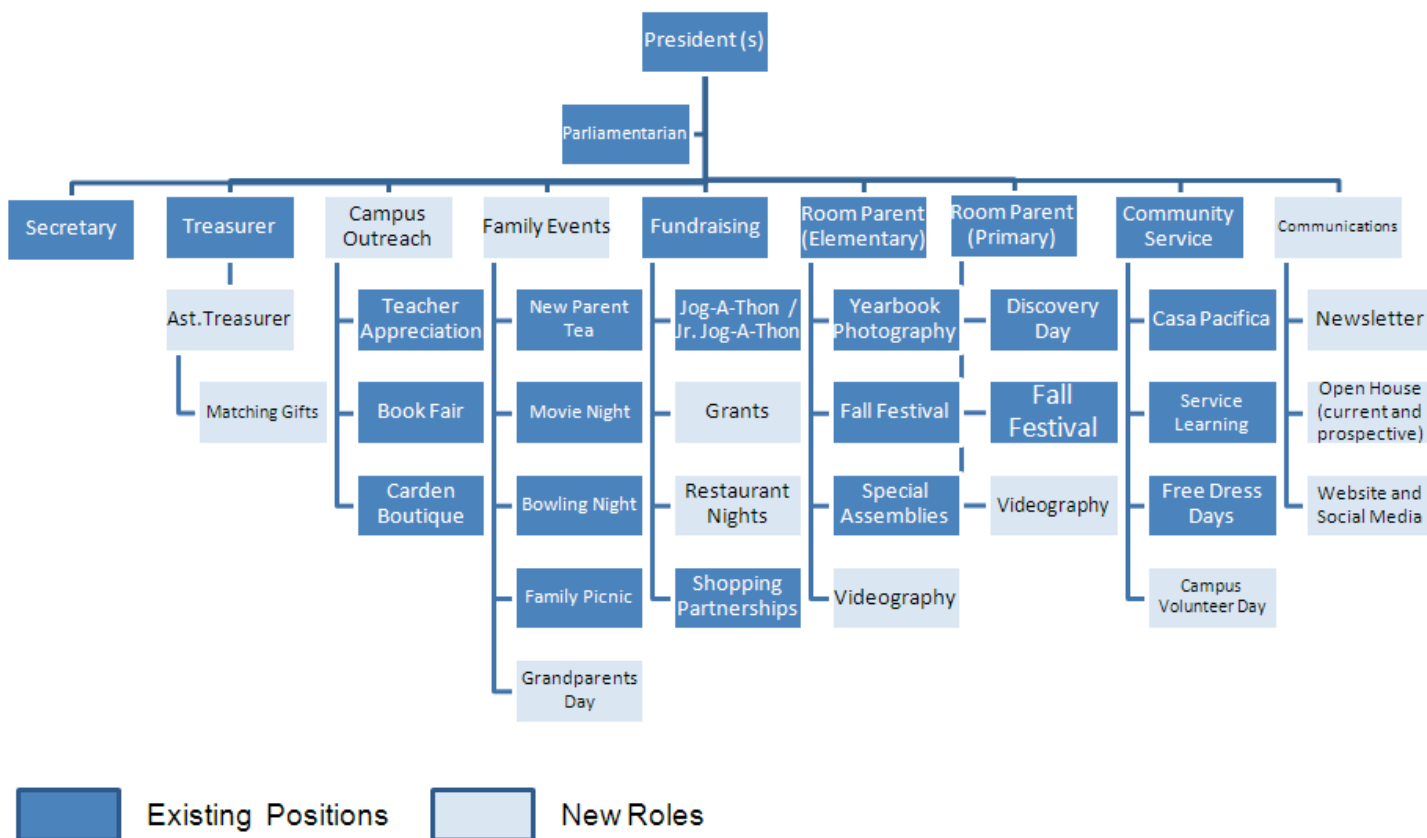 President(s)
Parliamentarian
Secretary
Treasurer
Campus
Outreach
Family Events
Fundraising
Room Parent
(Elementary)
Room Parent
(Primary)
Community
Service
Communications
Ast.Treasurer
Matching Gifts
Teacher
Appreciation
Book Fair
Carden
Boutique
New Parent
Tea
Movie Night
Bowling Night
Family Picnic
Grandparents
Day
Jog-A-Thon /
Jr. Jog-A-Thon
Grants
Restaurant
Nights
Shopping
Partnerships
Yearbook
Photography
Fall Festival
Special
Assemblies
Videography
Discovery
Day
Fall
Festival
Videography
Casa Pacifica
Service
Learning
Free Dress
Days
Campus
Volunteer Day
Newsletter
Open House
(current and
prospective)
Website and
Social Media
Existing Positions
New Roles